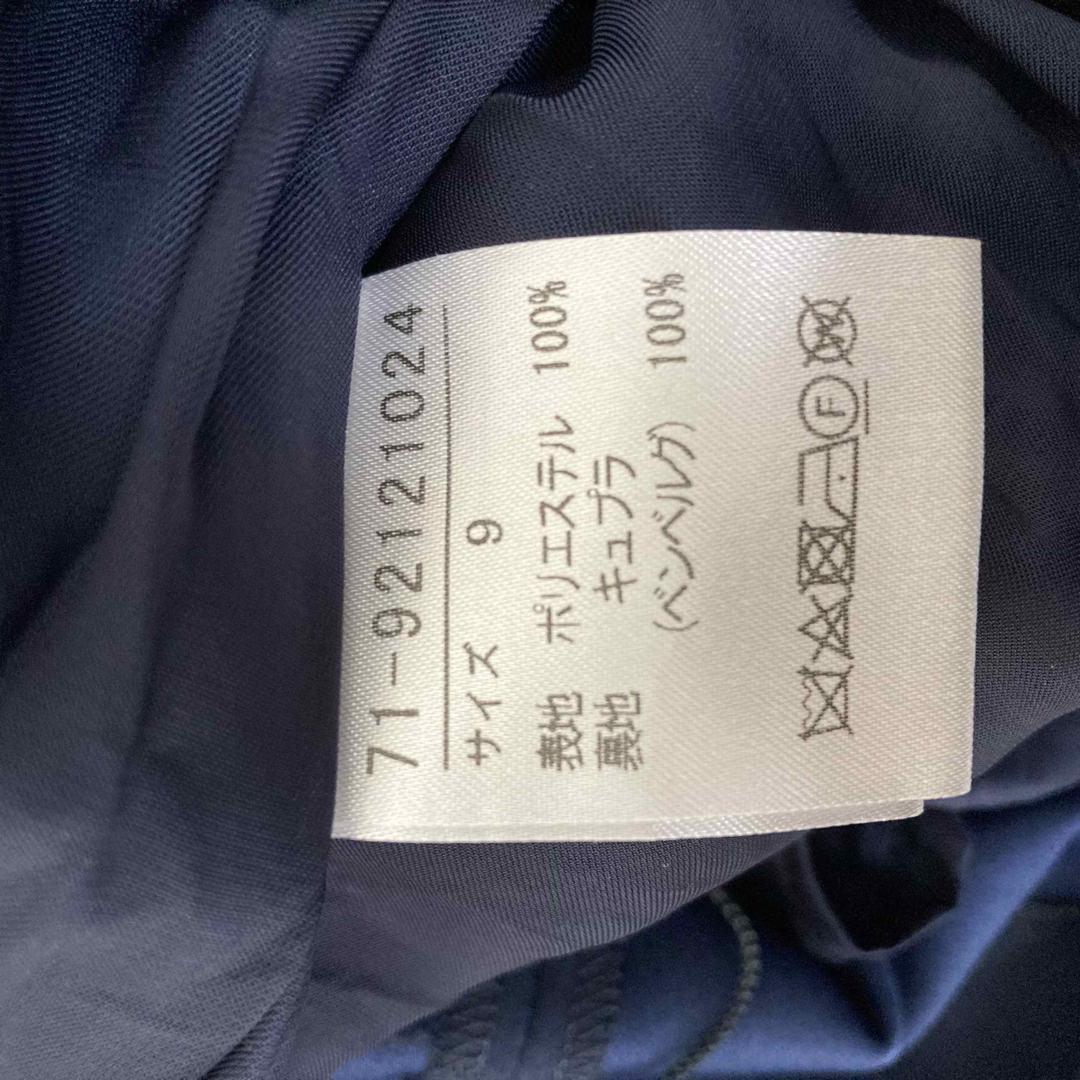 71-92121024
サイズ 9
表地 ポリエステル 100%
裏地 キュプラ
(ベンベルグ) 100%
F
W